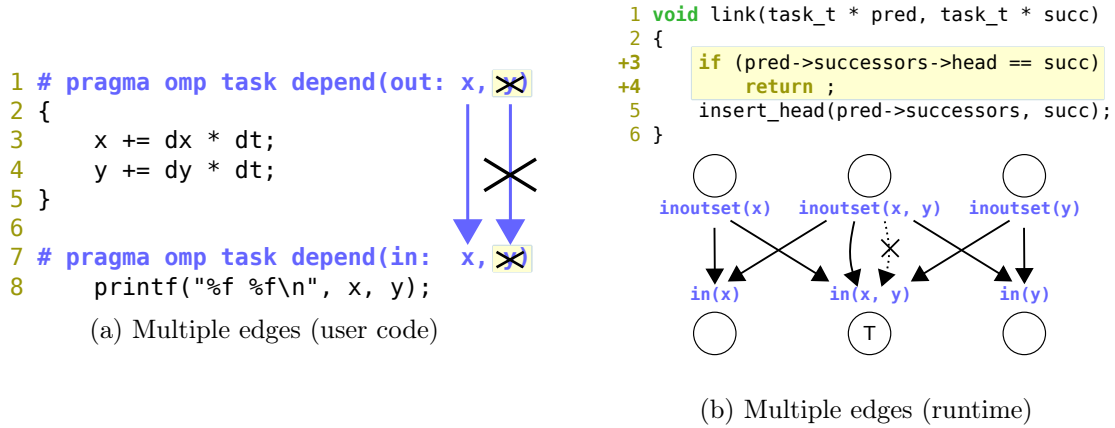 1 # pragma omp task depend(out: x, y)
2 {
3     x += dx * dt;
4     y += dy * dt;
5 }
6
7 # pragma omp task depend(in:  x, y)
8     printf("%f %f\n", x, y);
(a) Multiple edges (user code)
1 void link(task_t * pred, task_t * succ)
2 {
+3     if (pred->successors->head == succ)
+4         return ;
5     insert_head(pred->successors, succ);
6 }
inoutset(x) inoutset(x, y) inoutset(y)
in(x) in(x, y) in(y)
T
(b) Multiple edges (runtime)